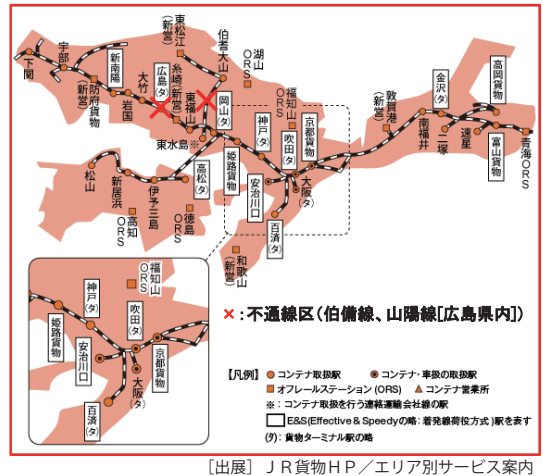 下関
宇部
防府貨物
(新営)
新南陽
岩国
大竹
広島(タ)
糸崎(新営)
東松江
(新営)
東福山
伯耆大山
岡山(タ)
東水島※
湖山
ORS
福知山
ORS
神戸(タ)
姫路貨物
吹田(タ)
京都貨物
大阪(タ)
安治川口
百済(タ)
和歌山
(新営)
敦賀港
(新営)
南福井
金沢(タ)
二塚
速星
高岡貨物
富山貨物
青海ORS
松山
新居浜
伊予三島
高松(タ)
高知
ORS
徳島
ORS
福知山
ORS
神戸(タ)
姫路貨物
吹田(タ)
安治川口
京都貨物
大阪(タ)
百済(タ)
×:不通線区(伯備線、山陽線[広島県内])
【凡例】 コンテナ取扱駅 コンテナ・車扱の取扱駅
オフレールステーション(ORS) コンテナ営業所
※:コンテナ取扱を行う連絡運輸会社線の駅
E&S(Effective & Speedyの略:着発線荷役方式)駅を表す
(タ):貨物ターミナル駅の略
[出展] JR貨物HP/エリア別サービス案内